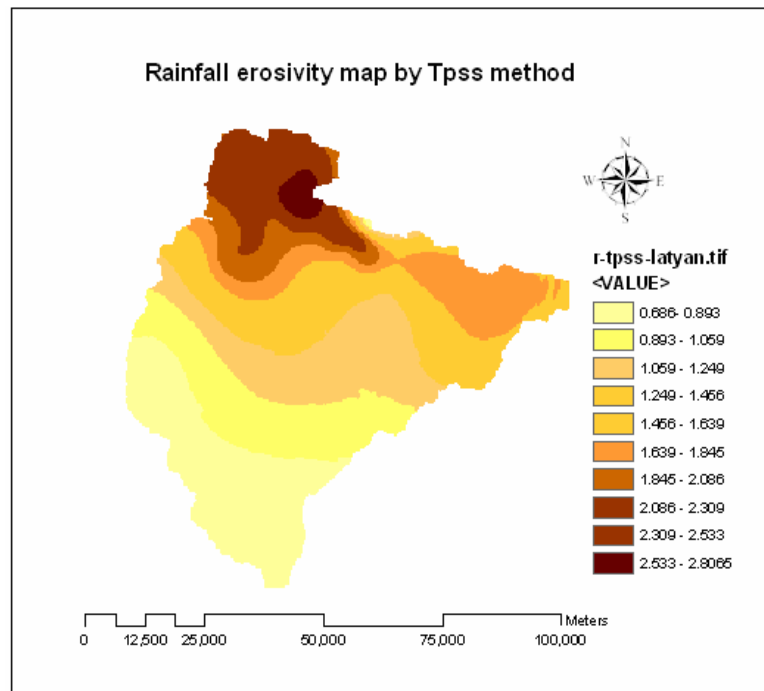 Rainfall erosivity map by Tpss method
N
W E
S
r-tpss-latyan.tif
<VALUE>
0.686- 0.893
0.893 - 1.059
1.059 - 1.249
1.249 - 1.456
1.456 - 1.639
1.639 - 1.845
1.845 - 2.086
2.086 - 2.309
2.309 - 2.533
2.533 - 2.8065
Meters
0 12,500 25,000 50,000 75,000 100,000